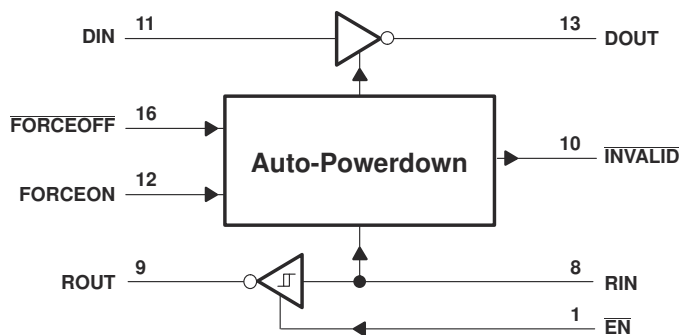 DIN 11 13 DOUT
FORCEOFF 16
Auto-Powerdown 10 INVALID
FORCEON 12
ROUT 9 8 RIN
1 EN